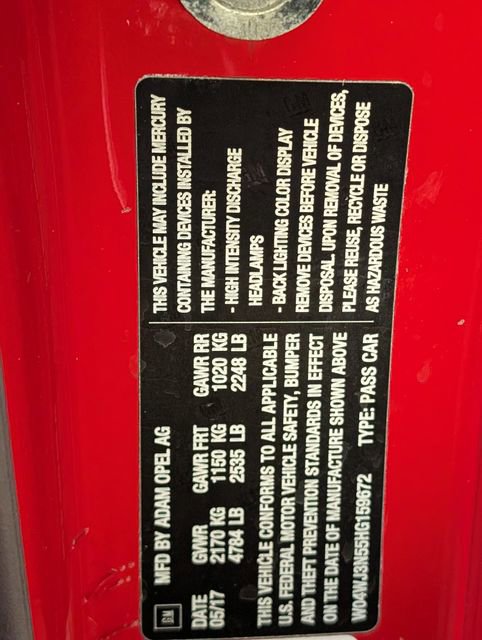 GM
MFD BY ADAM OPEL AG
DATE GVWR GAWR FRT GAWR RR
05/17 2170 KG 1150 KG 1020 KG
4784 LB 2535 LB 2248 LB
THIS VEHICLE CONFORMS TO ALL APPLICABLE
U.S. FEDERAL MOTOR VEHICLE SAFETY, BUMPER
AND THEFT PREVENTION STANDARDS IN EFFECT
ON THE DATE OF MANUFACTURE SHOWN ABOVE
W04WJ3N55HG159672 TYPE: PASS CAR
THIS VEHICLE MAY INCLUDE MERCURY
CONTAINING DEVICES INSTALLED BY
THE MANUFACTURER:
- HIGH INTENSITY DISCHARGE
HEADLAMPS
- BACK LIGHTING COLOR DISPLAY
REMOVE DEVICES BEFORE VEHICLE
DISPOSAL. UPON REMOVAL OF DEVICES,
PLEASE REUSE, RECYCLE OR DISPOSE
AS HAZARDOUS WASTE